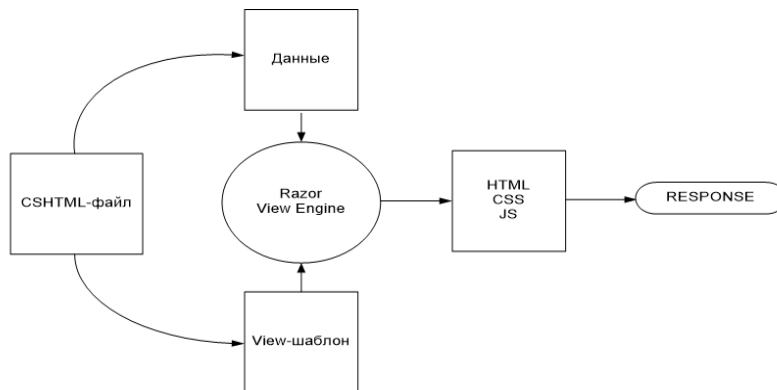 Данные
CSHTML-файл
Razor
View Engine
HTML
CSS
JS
RESPONSE
View-шаблон